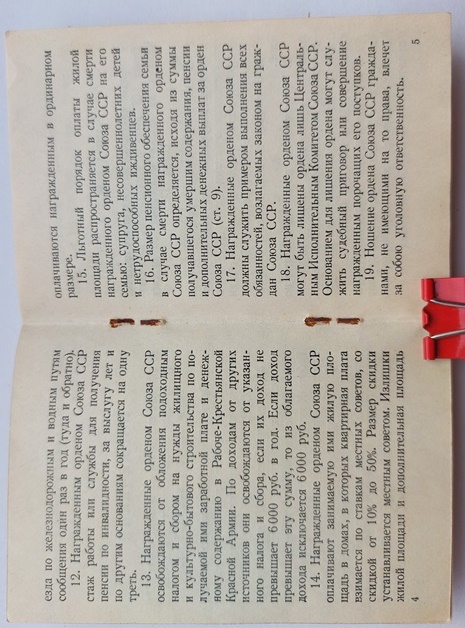 езда по железнодорожным и водным путям
сообщения один раз в год (туда и обратно).
12. Награжденным орденом Союза ССР
стаж работы или службы для получения
пенсии по инвалидности, за выслугу лет и
по другим основаниям сокращается на одну
треть.
13. Награжденные орденом Союза ССР
освобождаются от обложения подоходным
налогом и сбором на нужды жилищного
и культурно-бытового строительства по по-
лучаемой ими заработной плате и денеж-
ному содержанию в Рабоче-Крестьянской
Красной Армии. По доходам от других
источников они освобождаются от указан-
ного налога и сбора, если их доход не
превышает 6 000 руб. в год. Если доход
превышает эту сумму, то из облагаемого
дохода исключается 6 000 руб.
14. Награжденные орденом Союза ССР
оплачивают занимаемую ими жилую пло-
щадь в домах, в которых квартирная плата
взимается по ставкам местных советов, со
скидкой от 10% до 50%. Размер скидки
устанавливается местным советом. Излишки
жилой площади и дополнительная площадь
4
оплачиваются награжденным в ординарном
размере.
15. Льготный порядок оплаты жилой
площади распространяется в случае смерти
награжденного орденом Союза ССР на его
семью: супруга, несовершеннолетних детей
и нетрудоспособных иждивенцев.
16. Размер пенсионного обеспечения семьи
в случае смерти награжденного орденом
Союза ССР определяется, исходя из суммы
получавшегося умершим содержания, пенсии
и дополнительных денежных выплат за орден
Союза ССР (ст. 9).
17. Награжденные орденом Союза ССР
должны служить примером выполнения всех
обязанностей, возлагаемых законом на граж-
дан Союза ССР.
18. Награжденные орденом Союза ССР
могут быть лишены ордена лишь Централь-
ным Исполнительным Комитетом Союза ССР.
Основанием для лишения ордена могут слу-
жить судебный приговор или совершение
награжденным порочащих его поступков.
19. Ношение ордена Союза ССР гражда-
нами, не имеющими на то права, влечет
за собою уголовную ответственность.
5